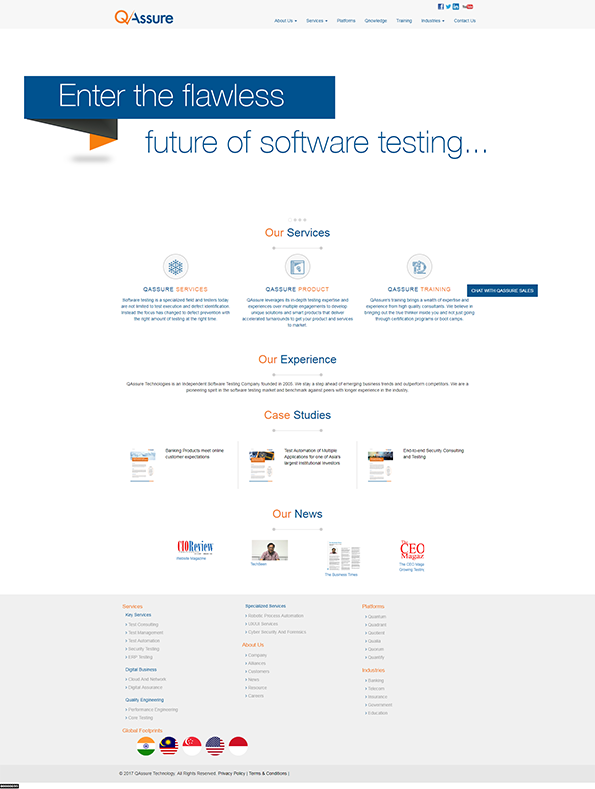 QAssure
About Us
Services
Platforms
Qnowledge
Training
Industries
Contact Us
Enter the flawless
future of software testing...
Our Services
QASSURE SERVICES
Software testing is a specialized field and testers today
are not limited to test execution and defect identification.
Instead the focus has changed to defect prevention with
the right amount of testing at the right time.
QASSURE PRODUCT
QAssure leverages its in-depth testing expertise and
experiences over multiple engagements to develop
unique solutions and smart products that deliver
accelerated turnarounds to get your product and services
to market.
QASSURE TRAINING
QAssure's training brings a wealth of expertise and
experience from high quality consultants. We believe in
bringing out the live thinker inside you and not just going
through certification programs or boot camps.
CHAT WITH QASSURE SALES
Our Experience
QAssure Technologies is an Independent Software Testing Company founded in 2005. We stay a step ahead of emerging business trends and outperform competitors. We are a
pioneering spirit in the software testing market and benchmark against peers with longer experience in the industry.
Case Studies
Banking Products meet online
customer expectations
Test Automation of Multiple
Applications for one of Asia's
largest Institutional Investors
End-to-end Security Consulting
and Testing
Our News
CIOReview
Website Magazine
The Business Times
The
CEO
Magaz
The CEO Maga
Services
Key Services:
Test Consulting
Test Management
Test Automation
Security Testing
ERP Testing
Digital Business
Cloud And Network
Digital Assurance
Quality Engineering
Performance Engineering
Core Testing
Global Footprints
Specialized Services
Robotic Process Automation
UI/UX Services
Cyber Security And Forensics
About Us
Company
Alliances
Customers
News
Resource
Careers
Platforms
Quantum
Quadrant
Quotient
Qualia
Quorum
Quantify
Industries
Banking
Telecom
Insurance
Government
Education
© 2017 QAssure Technology, All Rights Reserved. Privacy Policy | Terms & Conditions |